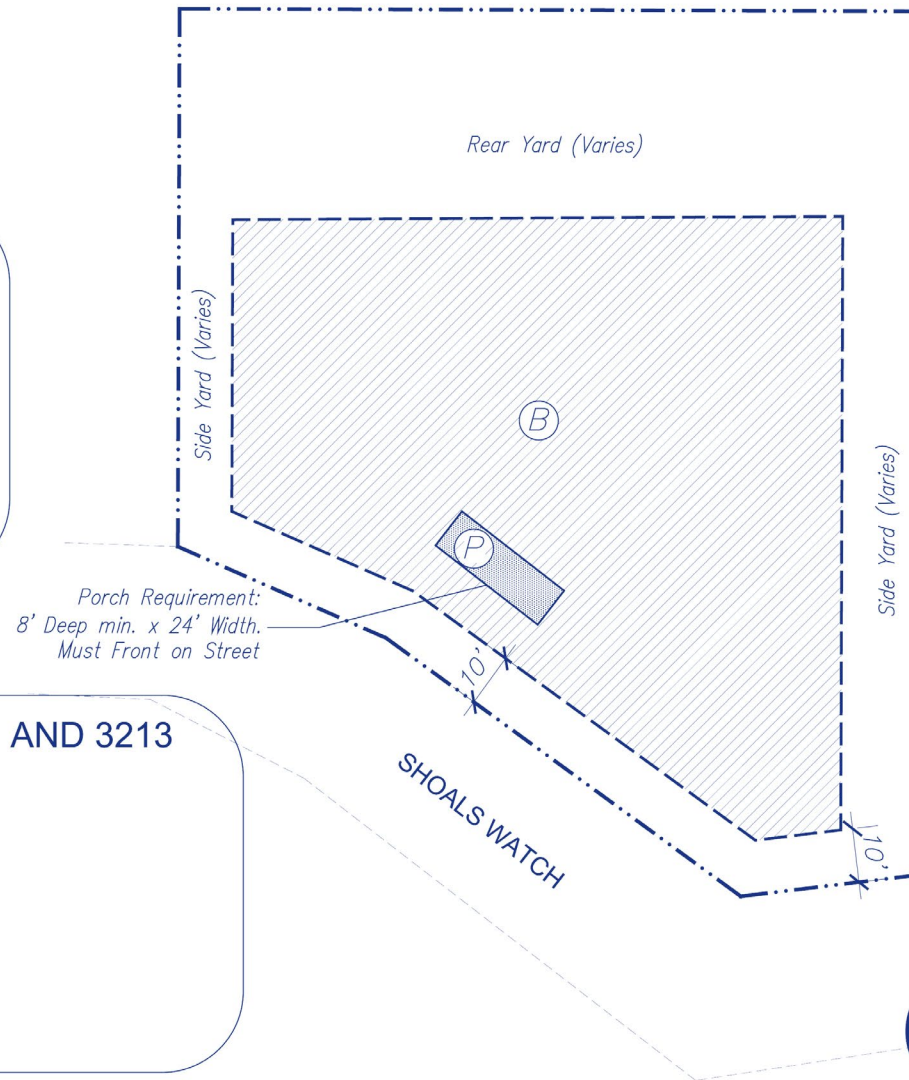 Rear Yard (Varies)
Side Yard (Varies)
B
Side Yard (Varies)
P
Porch Requirement:
8' Deep min. x 24' Width.
Must Front on Street
10'
AND 3213
SHOALS WATCH
10'